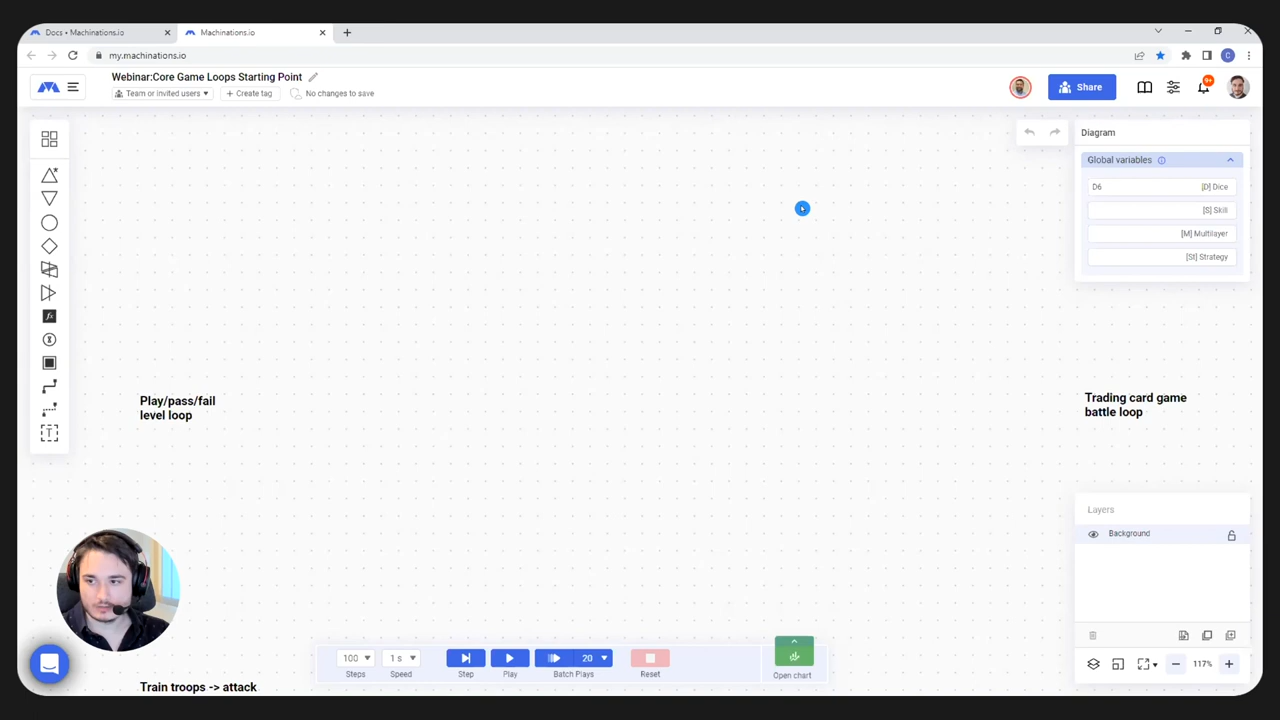 Docs • Machinations.io
Machinations.io
my.machinations.io
Webinar:Core Game Loops Starting Point
Team or invited users
+ Create tag
No changes to save
Share
9+
C
Diagram
Global variables
D6
[D] Dice
[S] Skill
[M] Multilayer
[St] Strategy
fx
T
Play/pass/fail
level loop
Trading card game
battle loop
Layers
Background
Train troops -> attack
100
1 s
20
Steps
Speed
Step
Play
Batch Plays
Reset
Open chart
117%